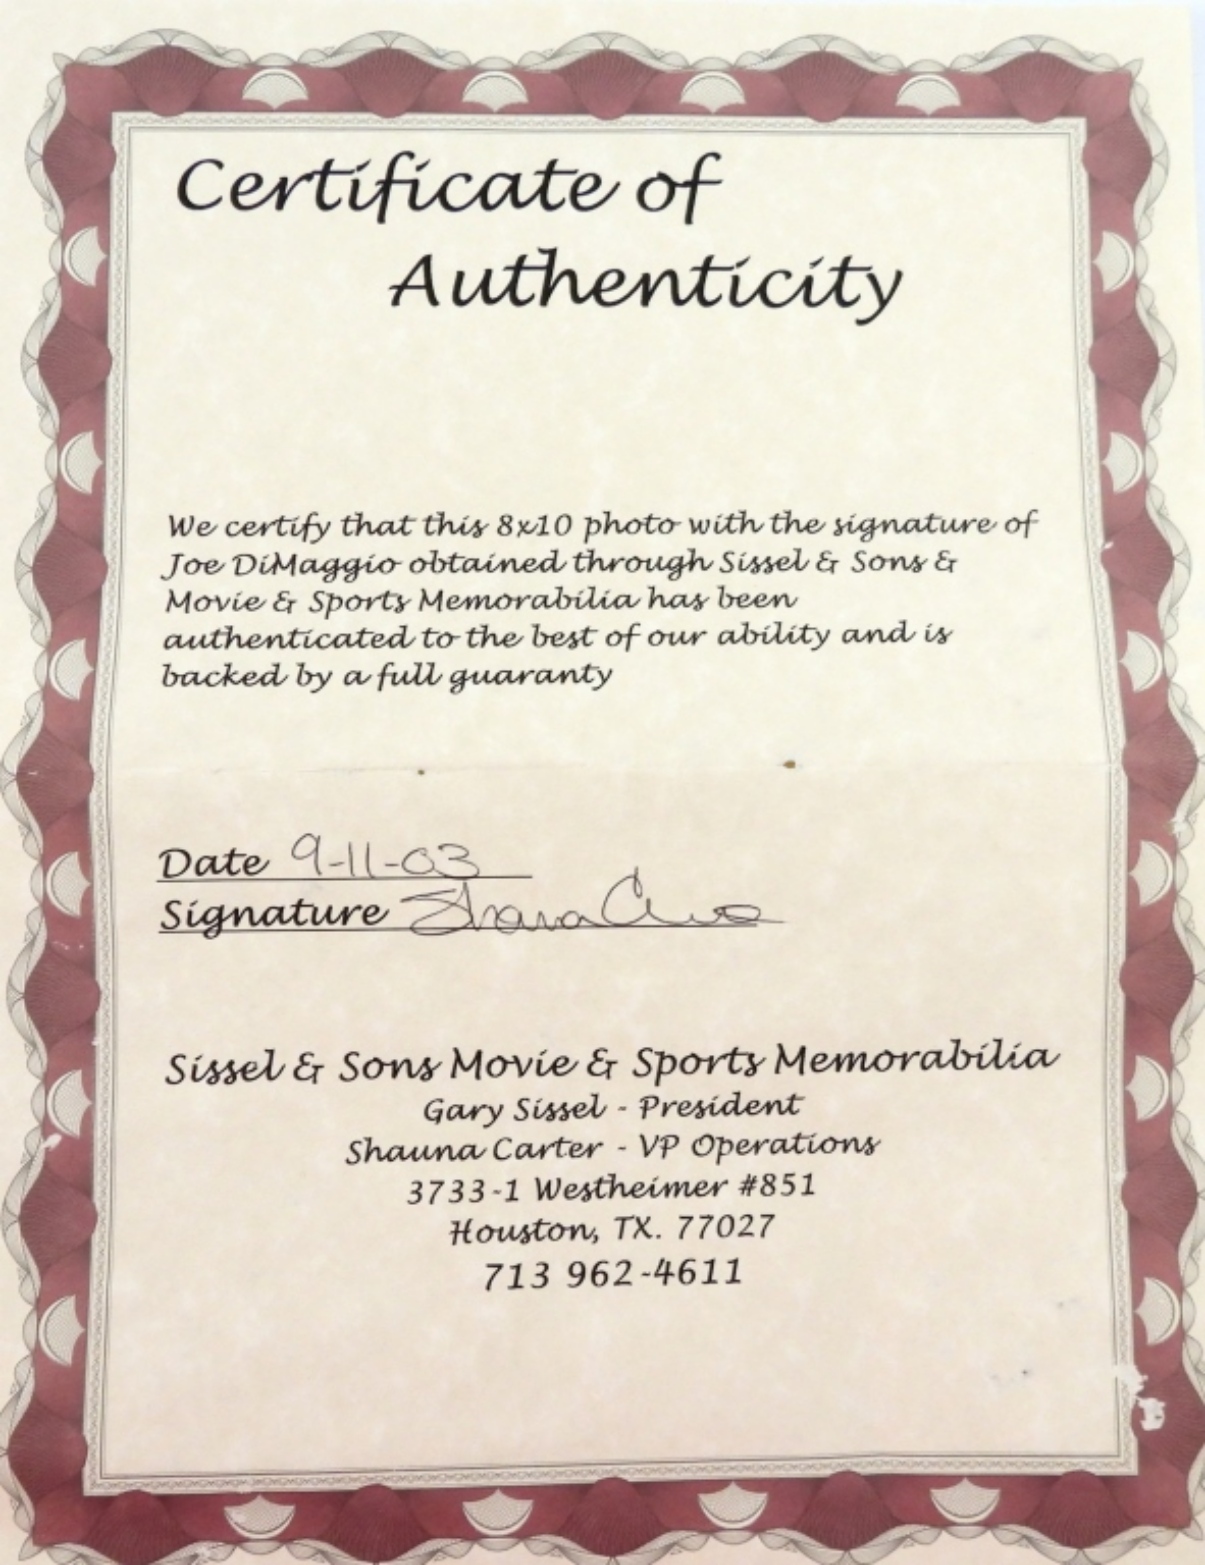 Certificate of
Authenticity
We certify that this 8x10 photo with the signature of
Joe DiMaggio obtained through Sissel & Sons &
Movie & Sports Memorabilia has been
authenticated to the best of our ability and is
backed by a full guaranty
Date 9-11-03
Signature Shauna
Sissel & Sons Movie & Sports Memorabilia
Gary Sissel - President
Shauna Carter - VP Operations
3733-1 Westheimer #851
Houston, TX. 77027
713 962-4611